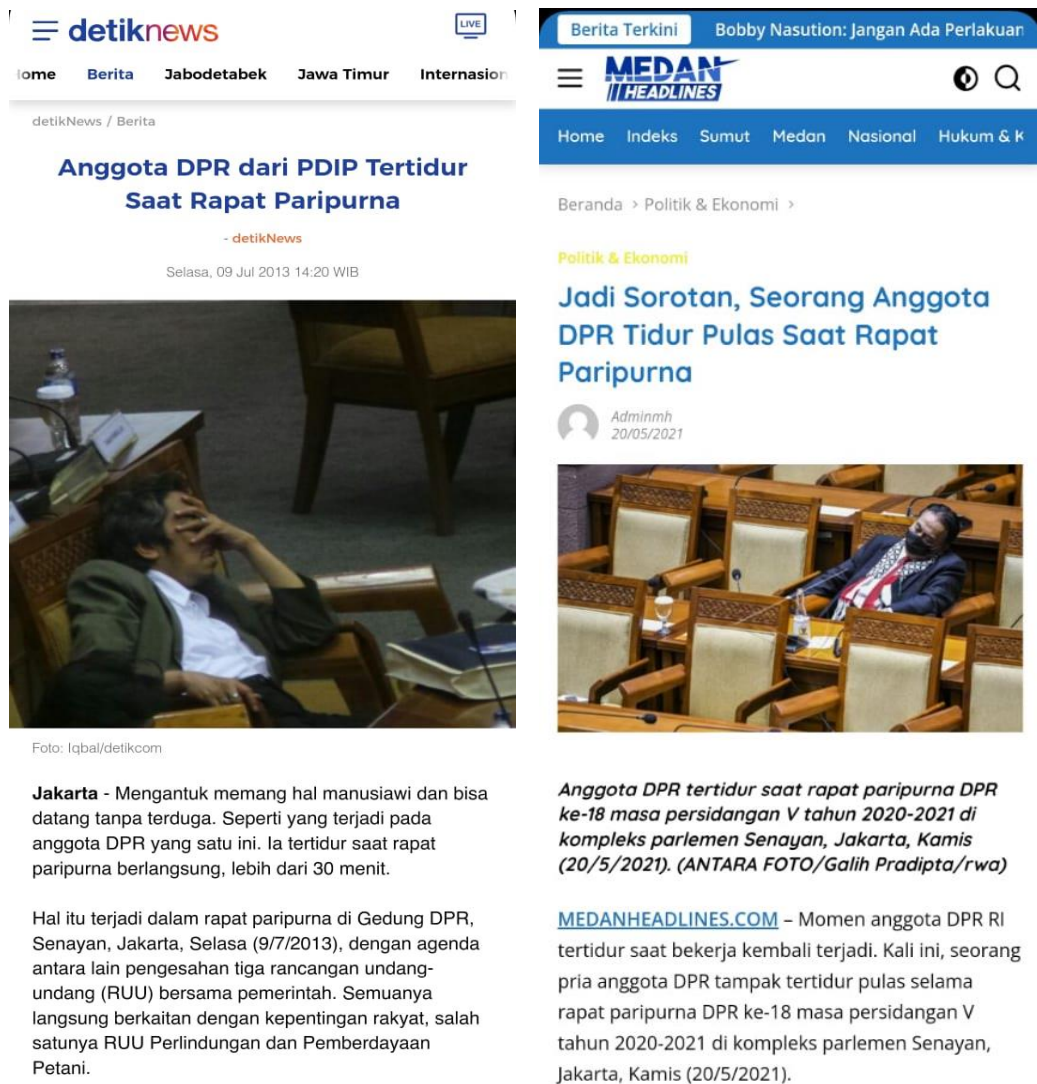 detiknews
LIVE
Home Berita Jabodetabek Jawa Timur Internasion
detikNews / Berita
Anggota DPR dari PDIP Tertidur
Saat Rapat Paripurna
- detikNews
Selasa, 09 Jul 2013 14:20 WIB
Foto: Iqbal/detikcom
Jakarta - Mengantuk memang hal manusiawi dan bisa
datang tanpa terduga. Seperti yang terjadi pada
anggota DPR yang satu ini. Ia tertidur saat rapat
paripurna berlangsung, lebih dari 30 menit.
Hal itu terjadi dalam rapat paripurna di Gedung DPR,
Senayan, Jakarta, Selasa (9/7/2013), dengan agenda
antara lain pengesahan tiga rancangan undang-
undang (RUU) bersama pemerintah. Semuanya
langsung berkaitan dengan kepentingan rakyat, salah
satunya RUU Perlindungan dan Pemberdayaan
Petani.
Berita Terkini Bobby Nasution: Jangan Ada Perlakuan
MEDAN
HEADLINES
Home Indeks Sumut Medan Nasional Hukum & K
Beranda > Politik & Ekonomi >
Politik & Ekonomi
Jadi Sorotan, Seorang Anggota
DPR Tidur Pulas Saat Rapat
Paripurna
Adminmh
20/05/2021
Anggota DPR tertidur saat rapat paripurna DPR
ke-18 masa persidangan V tahun 2020-2021 di
kompleks parlemen Senayan, Jakarta, Kamis
(20/5/2021). (ANTARA FOTO/Galih Pradipta/rwa)
MEDANHEADLINES.COM – Momen anggota DPR RI
tertidur saat bekerja kembali terjadi. Kali ini, seorang
pria anggota DPR tampak tertidur pulas selama
rapat paripurna DPR ke-18 masa persidangan V
tahun 2020-2021 di kompleks parlemen Senayan,
Jakarta, Kamis (20/5/2021).